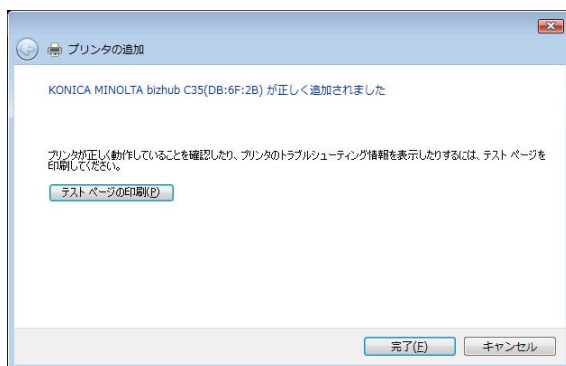 プリンタの追加
KONICA MINOLTA bizhub C35(DB:6F:2B) が正しく追加されました
プリンタが正しく動作していることを確認したり、プリンタのトラブルシューティング情報を表示したりするには、テスト ページを
印刷してください。
テスト ページの印刷(P)
完了(F) キャンセル